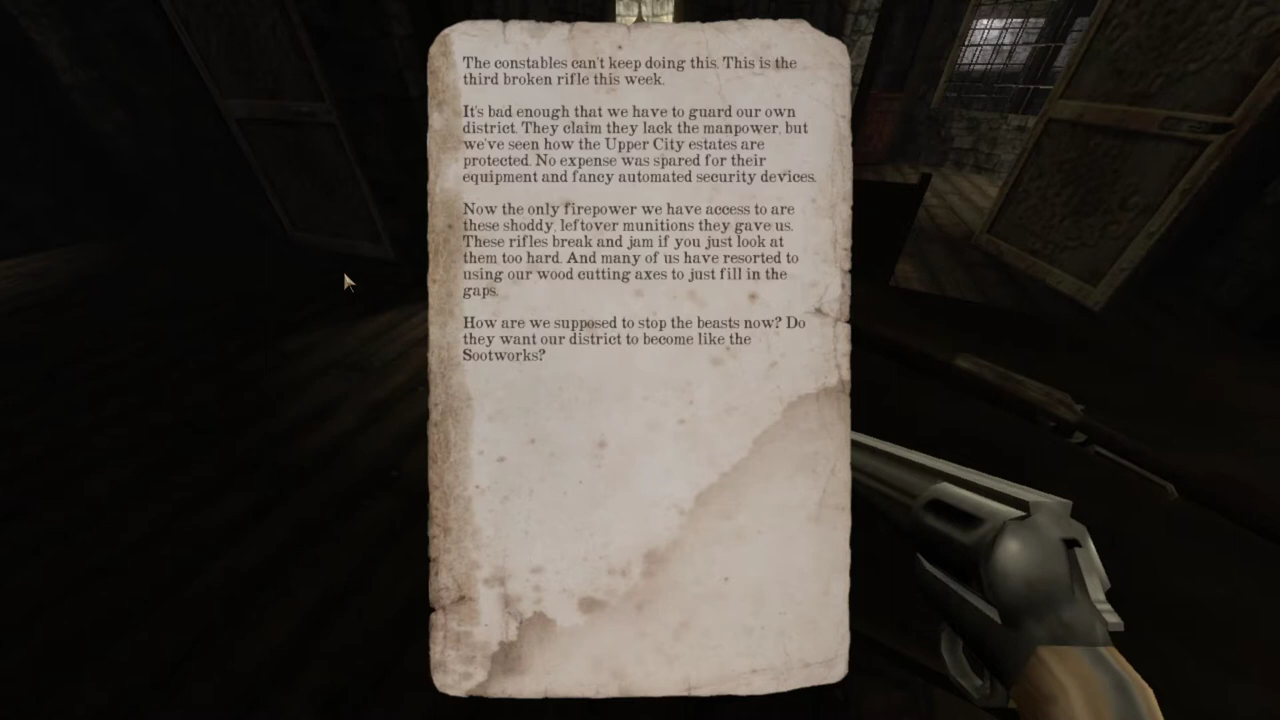 The constables can't keep doing this. This is the
third broken rifle this week.
It's bad enough that we have to guard our own
district. They claim they lack the manpower, but
we've seen how the Upper City estates are
protected. No expense was spared for their
equipment and fancy automated security devices.
Now the only firepower we have access to are
these shoddy, leftover munitions they gave us.
These rifles break and jam if you just look at
them too hard. And many of us have resorted to
using our wood cutting axes to just fill in the
gaps.
How are we supposed to stop the beasts now? Do
they want our district to become like the
Sootworks?